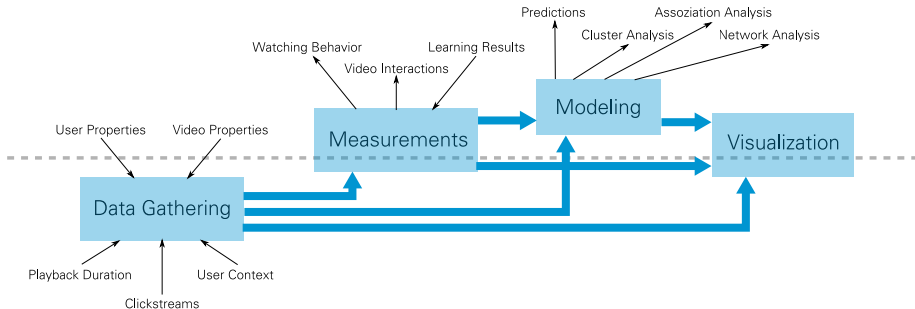 Predictions
Assoziation Analysis
Cluster Analysis
Network Analysis
Watching Behavior
Learning Results
Video Interactions
Modeling
User Properties
Video Properties
Measurements
Visualization
Data Gathering
Playback Duration
User Context
Clickstreams